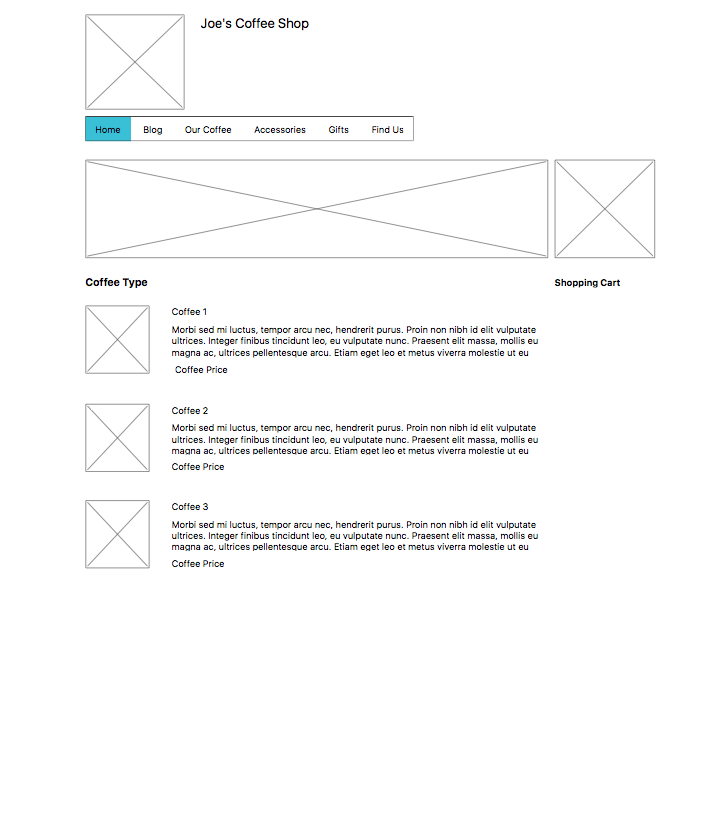 Joe's Coffee Shop
Home Blog Our Coffee Accessories Gifts Find Us
Coffee Type
Shopping Cart
Coffee 1
Morbi sed mi luctus, tempor arcu nec, hendrerit purus. Proin non nibh id elit vulputate
ultrices. Integer finibus tincidunt leo, eu vulputate nunc. Praesent elit massa, mollis eu
magna ac, ultrices pellentesque arcu. Etiam eget leo et metus viverra molestie ut eu
Coffee Price
Coffee 2
Morbi sed mi luctus, tempor arcu nec, hendrerit purus. Proin non nibh id elit vulputate
ultrices. Integer finibus tincidunt leo, eu vulputate nunc. Praesent elit massa, mollis eu
magna ac, ultrices pellentesque arcu. Etiam eget leo et metus viverra molestie ut eu
Coffee Price
Coffee 3
Morbi sed mi luctus, tempor arcu nec, hendrerit purus. Proin non nibh id elit vulputate
ultrices. Integer finibus tincidunt leo, eu vulputate nunc. Praesent elit massa, mollis eu
magna ac, ultrices pellentesque arcu. Etiam eget leo et metus viverra molestie ut eu
Coffee Price